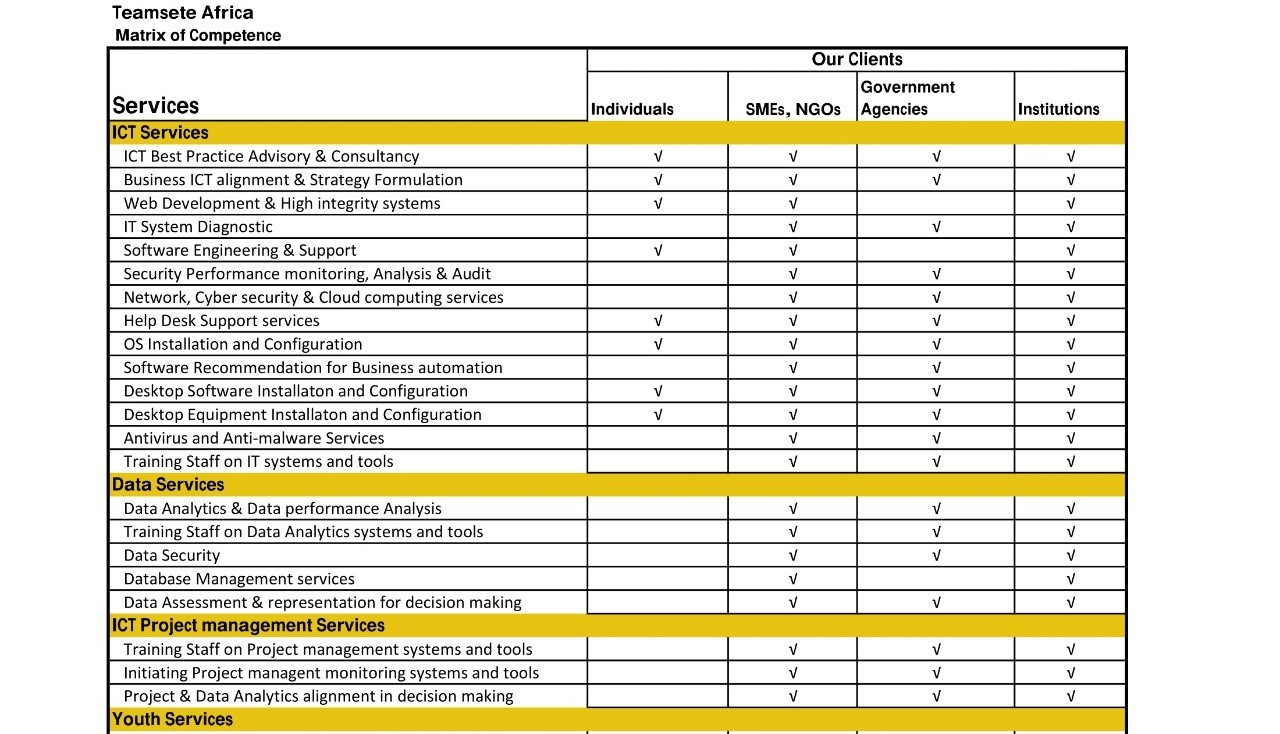 Teamsete Africa
Matrix of Competence
Our Clients
Services Individuals SMEs, NGOs Government Agencies Institutions
ICT Services
ICT Best Practice Advisory & Consultancy √ √ √ √
Business ICT alignment & Strategy Formulation √ √ √ √
Web Development & High integrity systems √ √ √
IT System Diagnostic √ √ √
Software Engineering & Support √ √ √
Security Performance monitoring, Analysis & Audit √ √ √
Network, Cyber security & Cloud computing services √ √ √
Help Desk Support services √ √ √ √
OS Installation and Configuration √ √ √ √
Software Recommendation for Business automation √ √ √
Desktop Software Installaton and Configuration √ √ √ √
Desktop Equipment Installaton and Configuration √ √ √ √
Antivirus and Anti-malware Services √ √ √
Training Staff on IT systems and tools √ √ √
Data Services
Data Analytics & Data performance Analysis √ √ √
Training Staff on Data Analytics systems and tools √ √ √
Data Security √ √ √
Database Management services √ √
Data Assessment & representation for decision making √ √ √
ICT Project management Services
Training Staff on Project management systems and tools √ √ √
Initiating Project managent monitoring systems and tools √ √ √
Project & Data Analytics alignment in decision making √ √ √
Youth Services